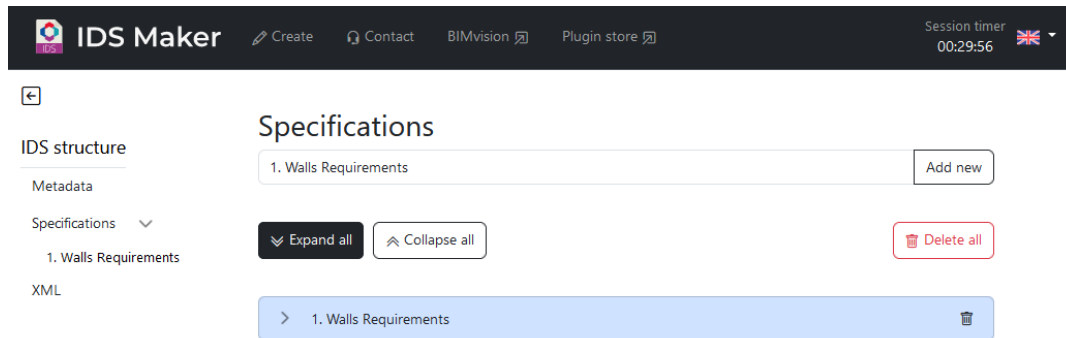 IDS
IDS Maker
Create
Contact
BIMvision
Plugin store
Session timer
00:29:56
IDS structure
Metadata
Specifications
1. Walls Requirements
XML
Specifications
1. Walls Requirements
Add new
Expand all
Collapse all
Delete all
1. Walls Requirements